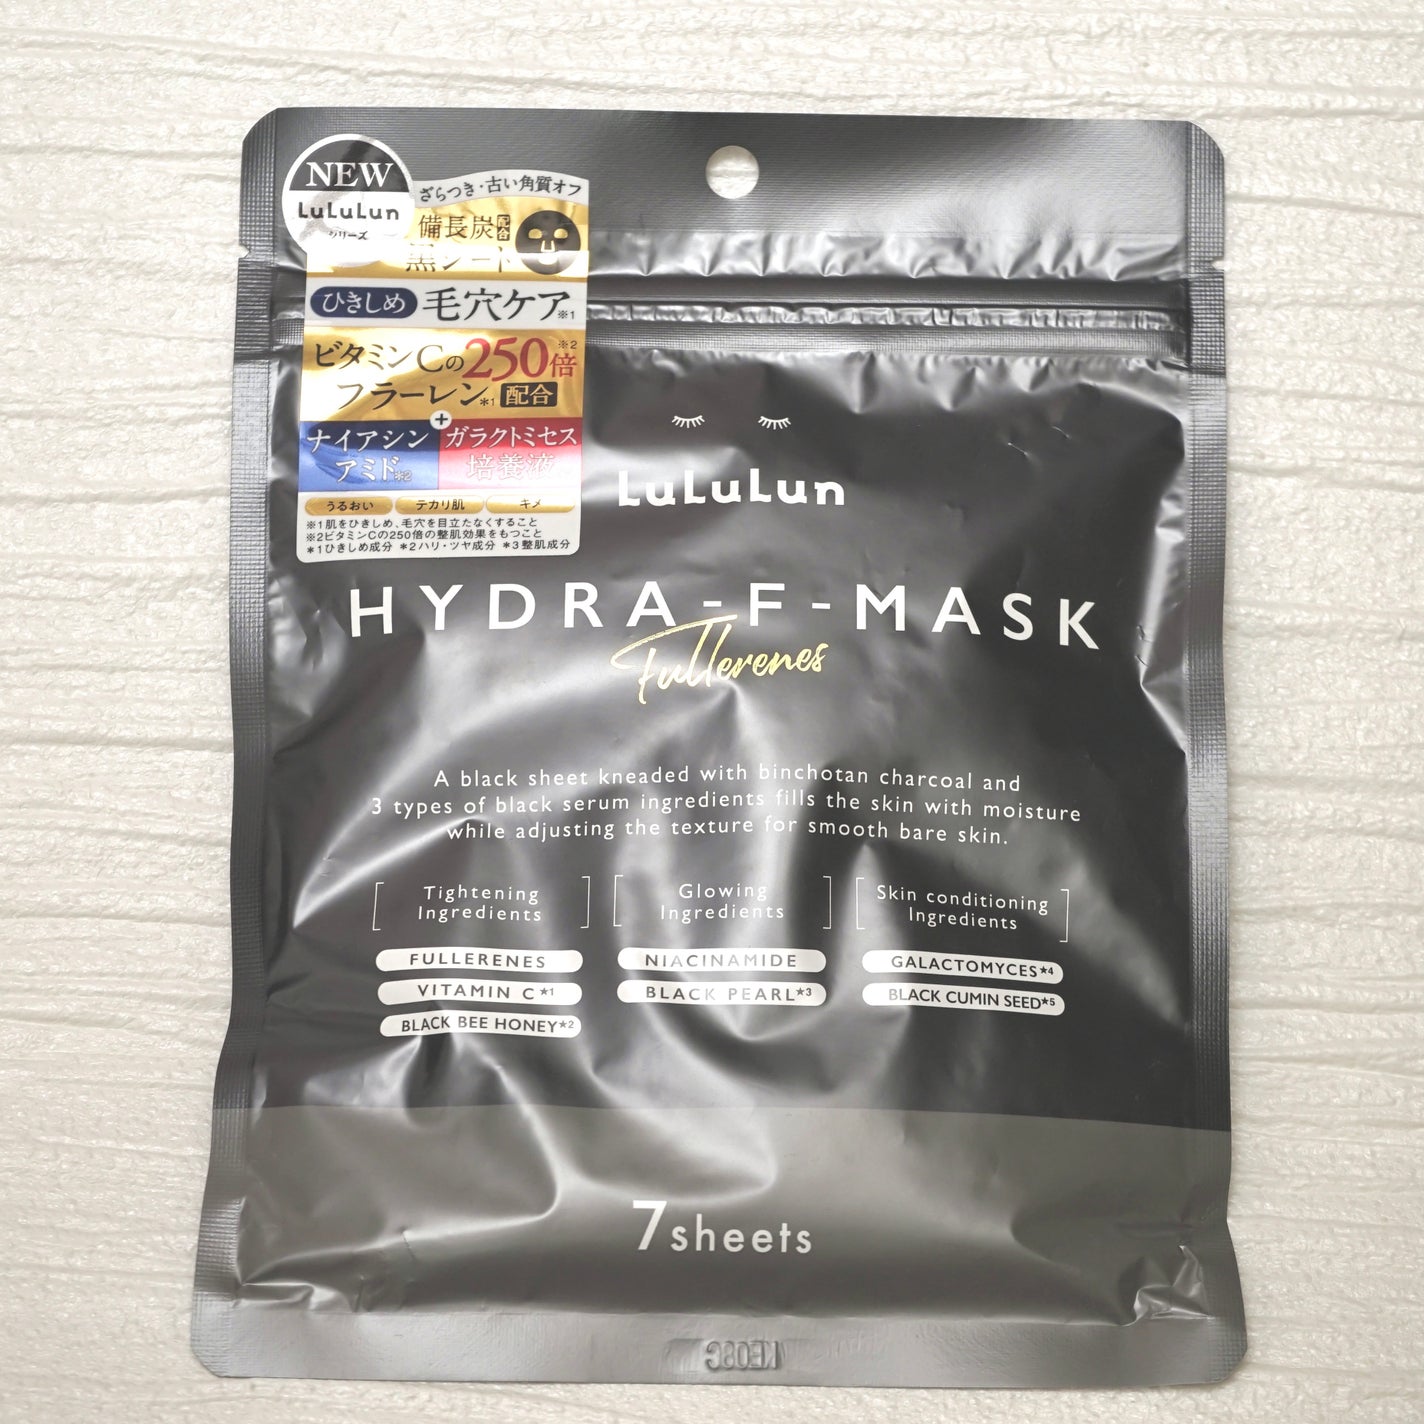 NEW
LuLuLun
シリーズ
ざらつき・古い角質オフ
備長炭配合
黒シート
ひきしめ 毛穴ケア※1
ビタミンCの250倍※2
フラーレン*1 配合
+
ナイアシンアミド*2
ガラクトミセス培養液
うるおい テカリ肌 キメ
※1肌をひきしめ、毛穴を目立たなくすること
※2ビタミンCの250倍の整肌効果をもつこと
*1ひきしめ成分 *2ハリ・ツヤ成分 *3整肌成分
LuLuLun
HYDRA-F-MASK
Fullerenes
A black sheet kneaded with binchotan charcoal and
3 types of black serum ingredients fills the skin with moisture
while adjusting the texture for smooth bare skin.
Tightening
Ingredients
FULLERENES
VITAMIN C★1
BLACK BEE HONEY★2
Glowing
Ingredients
NIACINAMIDE
BLACK PEARL★3
Skin conditioning
Ingredients
GALACTOMYCES★4
BLACK CUMIN SEED★5
7sheets